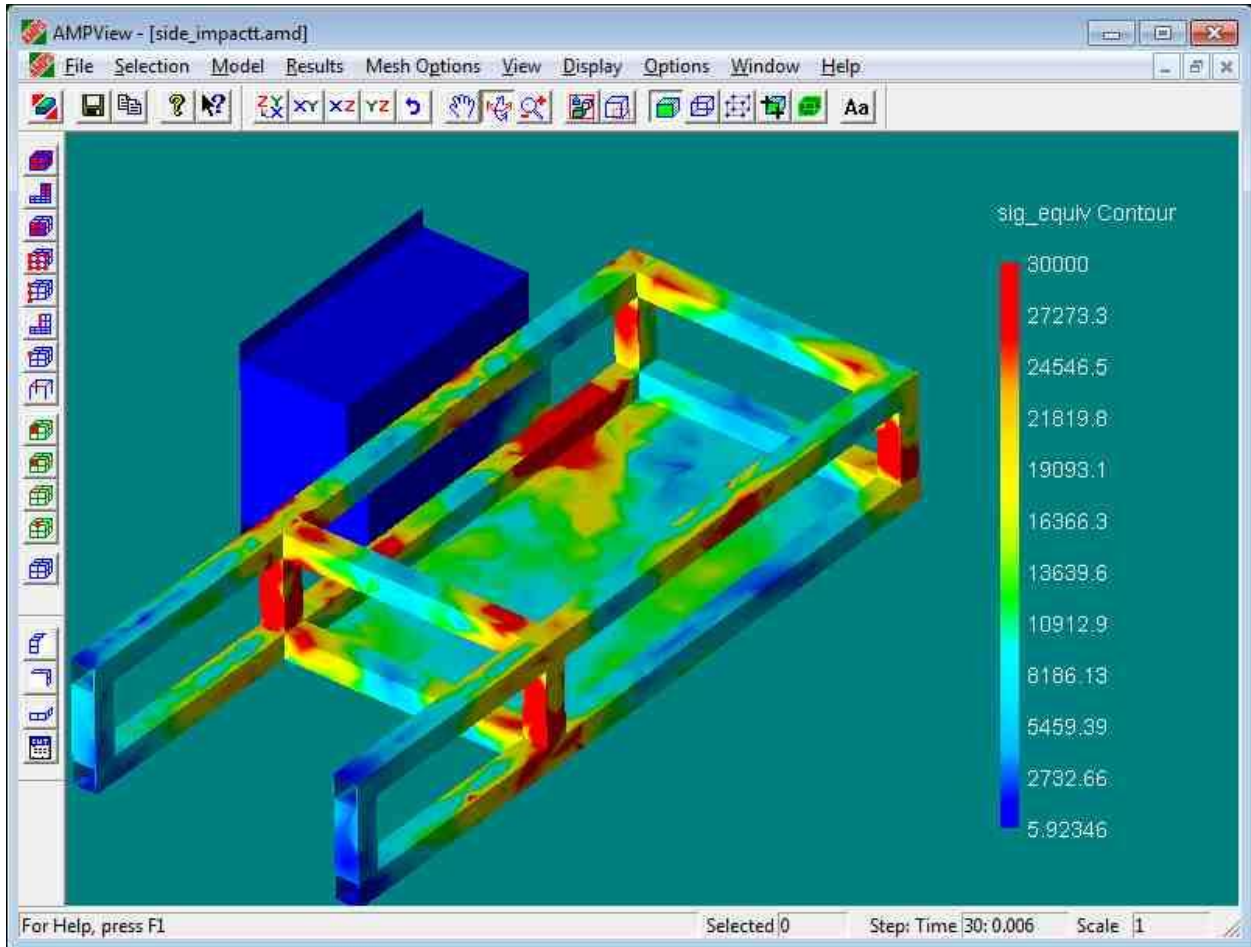 AMPView - [side_impactt.amd]
File Selection Model Results Mesh Options View Display Options Window Help
ZYX XY XZ YZ Aa
sig_equiv Contour
30000
27273.3
24546.5
21819.8
19093.1
16366.3
13639.6
10912.9
8186.13
5459.39
2732.66
5.92346
For Help, press F1 Selected 0 Step: Time 30: 0.006 Scale 1